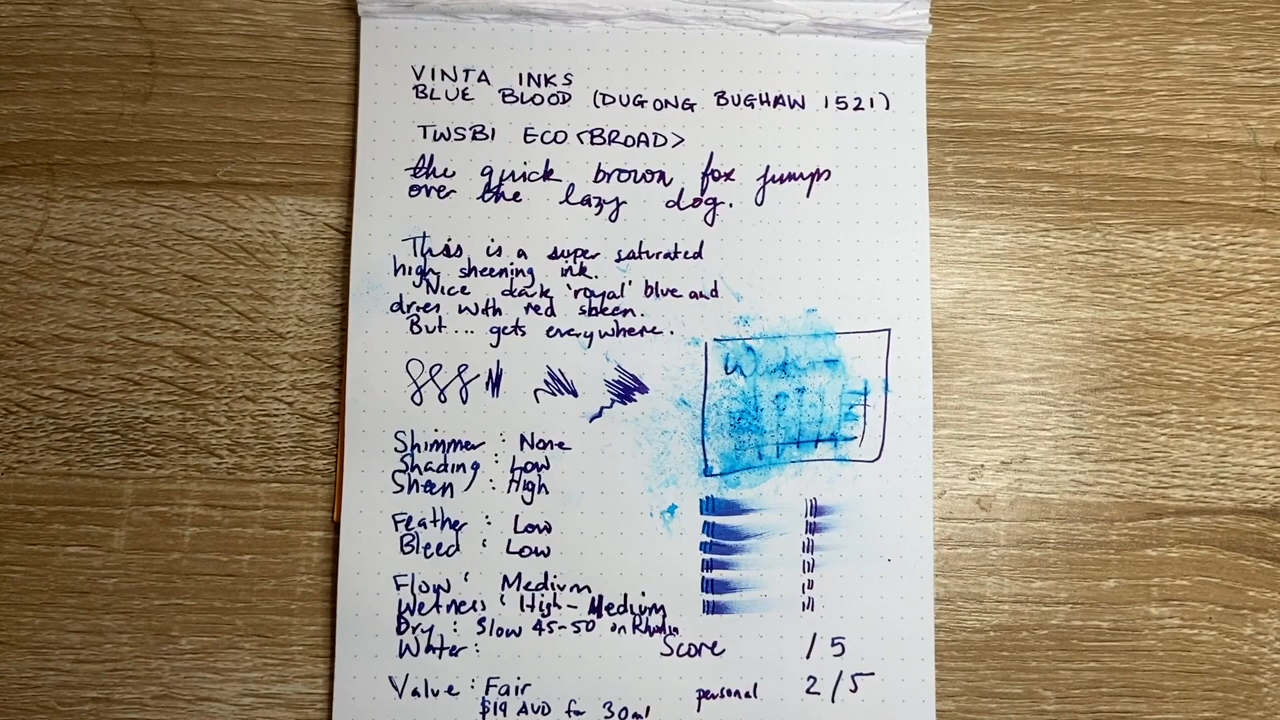 VINTA INKS
BLUE BLOOD (DUGONG BUGHAW 1521)
TWSBI ECO <BROAD>
the quick brown fox jumps
over the lazy dog.
This is a super saturated
high sheening ink.
Nice dark 'royal' blue and
dries with red sheen.
But... gets everywhere.
Shimmer : None
Shading : Low
Sheen : High
Feather : Low
Bleed : Low
Flow : Medium
Wetness : High - Medium
Dry : Slow 45-50 on Rhodia
Water :
Score /5
Value : Fair
personal 2/5
$19 AUD for 30ml